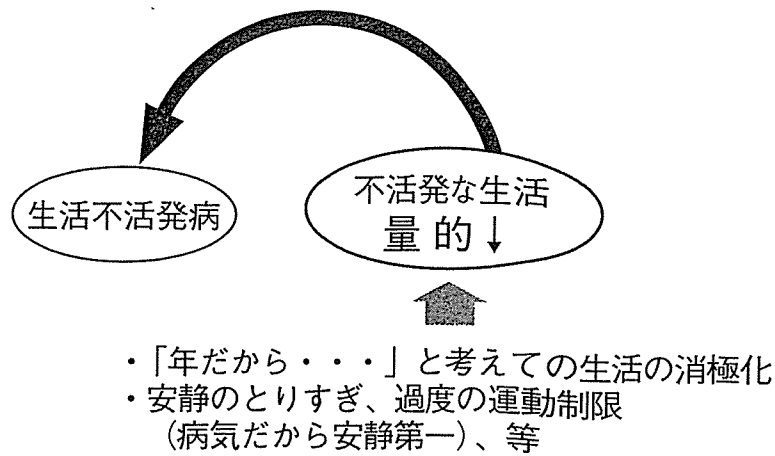 生活不活発病
不活発な生活
量的↓
・「年だから・・・」と考えての生活の消極化
・安静のとりすぎ、過度の運動制限
（病気だから安静第一）、等